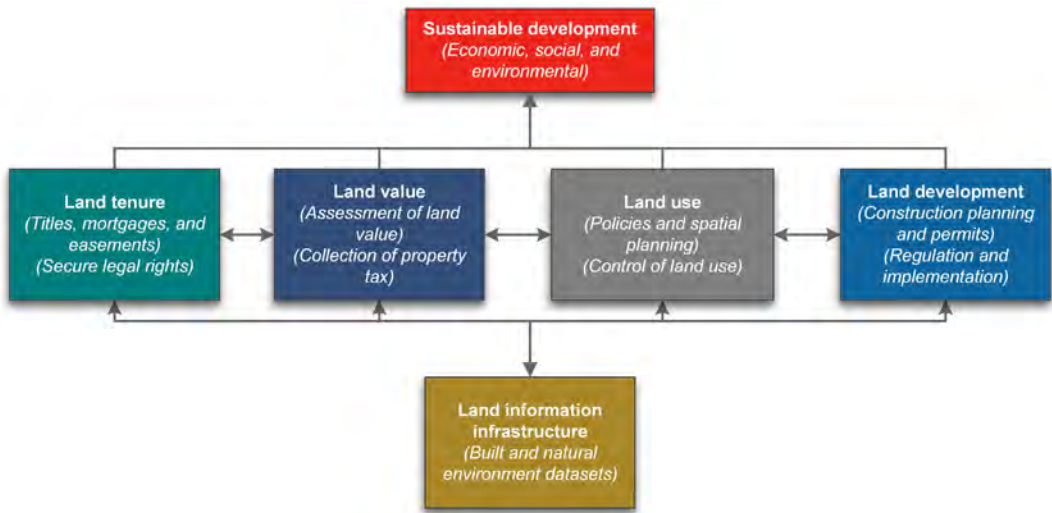 Sustainable development
(Economic, social, and
environmental)
Land tenure
(Titles, mortgages, and
easements)
(Secure legal rights)
Land value
(Assessment of land
value)
(Collection of property
tax)
Land use
(Policies and spatial
planning)
(Control of land use)
Land development
(Construction planning
and permits)
(Regulation and
implementation)
Land information
infrastructure
(Built and natural
environment datasets)